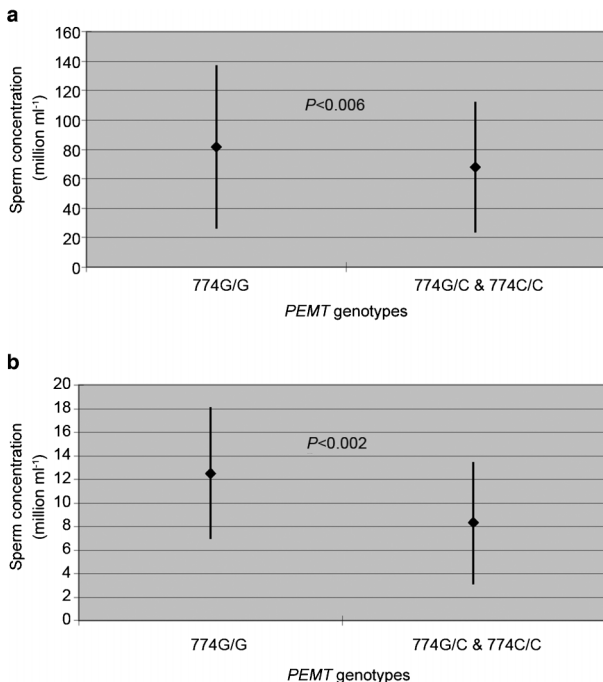 a
160
140
120
100
80
60
40
20
0
Sperm concentration
(million ml⁻¹)
P<0.006
774G/G
774G/C & 774C/C
PEMT genotypes
b
20
18
16
14
12
10
8
6
4
2
0
Sperm concentration
(million ml⁻¹)
P<0.002
774G/G
774G/C & 774C/C
PEMT genotypes